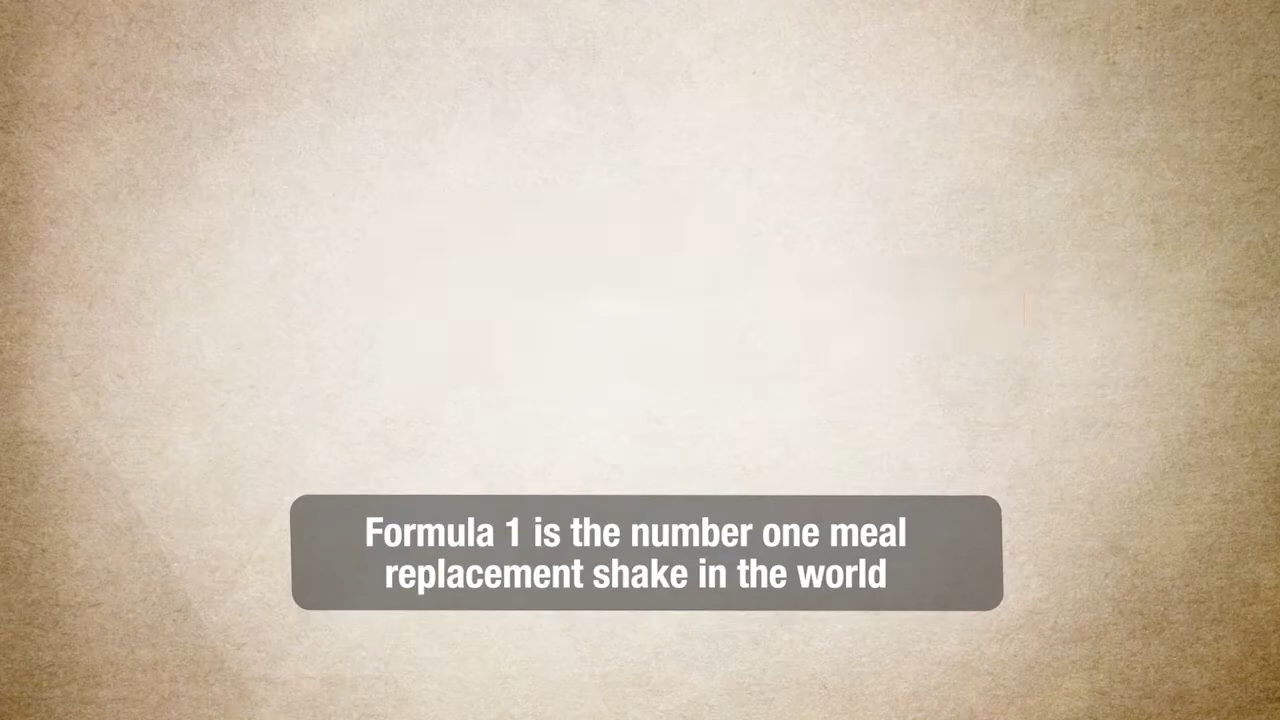 Formula 1 is the number one meal
replacement shake in the world